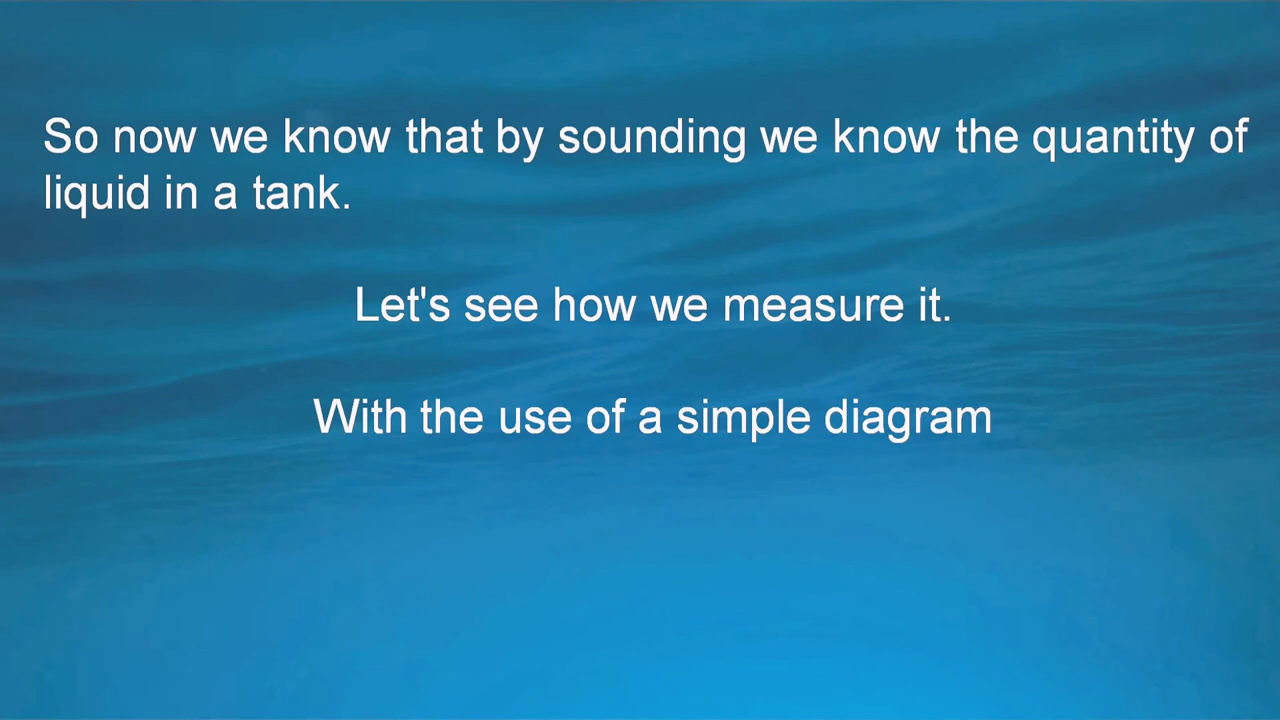 So now we know that by sounding we know the quantity of
liquid in a tank.
Let's see how we measure it.
With the use of a simple diagram